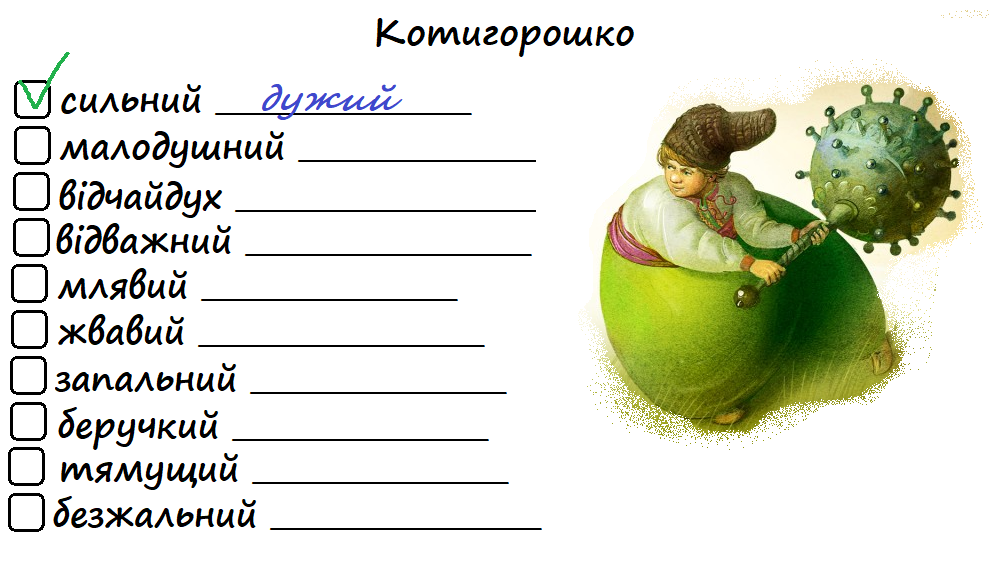 Котигорошко
сильний дужий
малодушний
відчайдух
відважний
млявий
жвавий
запальний
беручкий
тямущий
безжальний